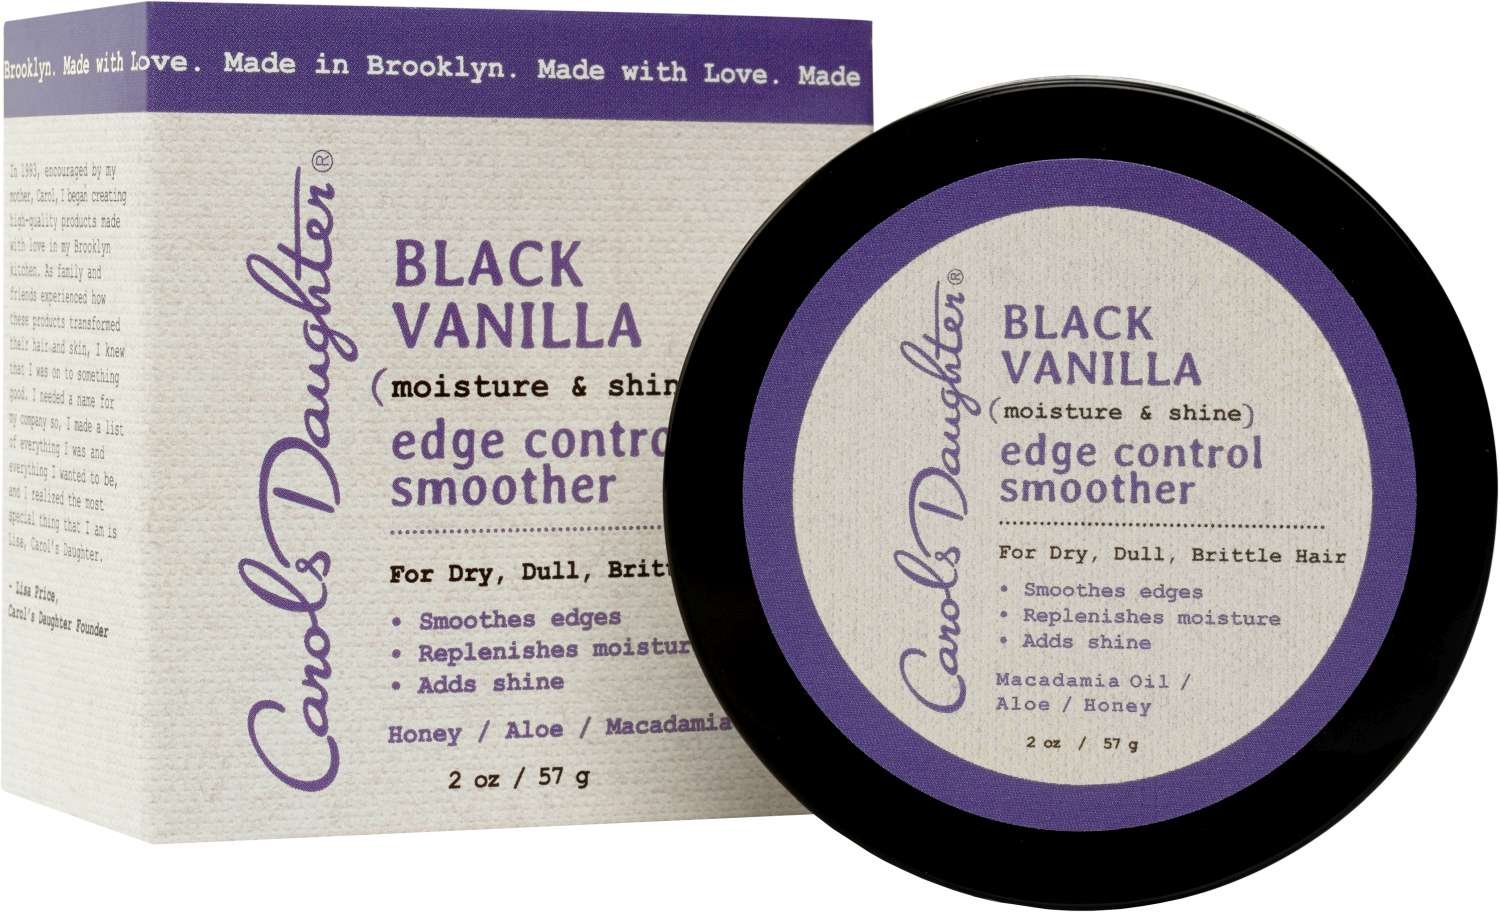 Brooklyn. Made with Love. Made in Brooklyn. Made with Love. Made
In 1993, encouraged by my
mother, Carol, I began creating
high-quality products made
with love in my Brooklyn
kitchen. As family and
friends experienced how
these products transformed
their hair and skin, I knew
that I was on to something
good. I needed a name for
my company so, I made a list
of everything I was and
everything I wanted to be,
and I realized the most
special thing that I am is
Lisa, Carol's Daughter.
- Lisa Price,
Carol's Daughter Founder
Carol's Daughter®
BLACK
VANILLA
(moisture & shin
edge contro
smoother
For Dry, Dull, Britt
• Smoothes edges
• Replenishes moistur
• Adds shine
Honey / Aloe / Macadamia
2 oz / 57 g
Carol's Daughter®
BLACK
VANILLA
(moisture & shine)
edge control
smoother
For Dry, Dull, Brittle Hair
• Smoothes edges
• Replenishes moisture
• Adds shine
Macadamia Oil /
Aloe / Honey
2 oz / 57 g